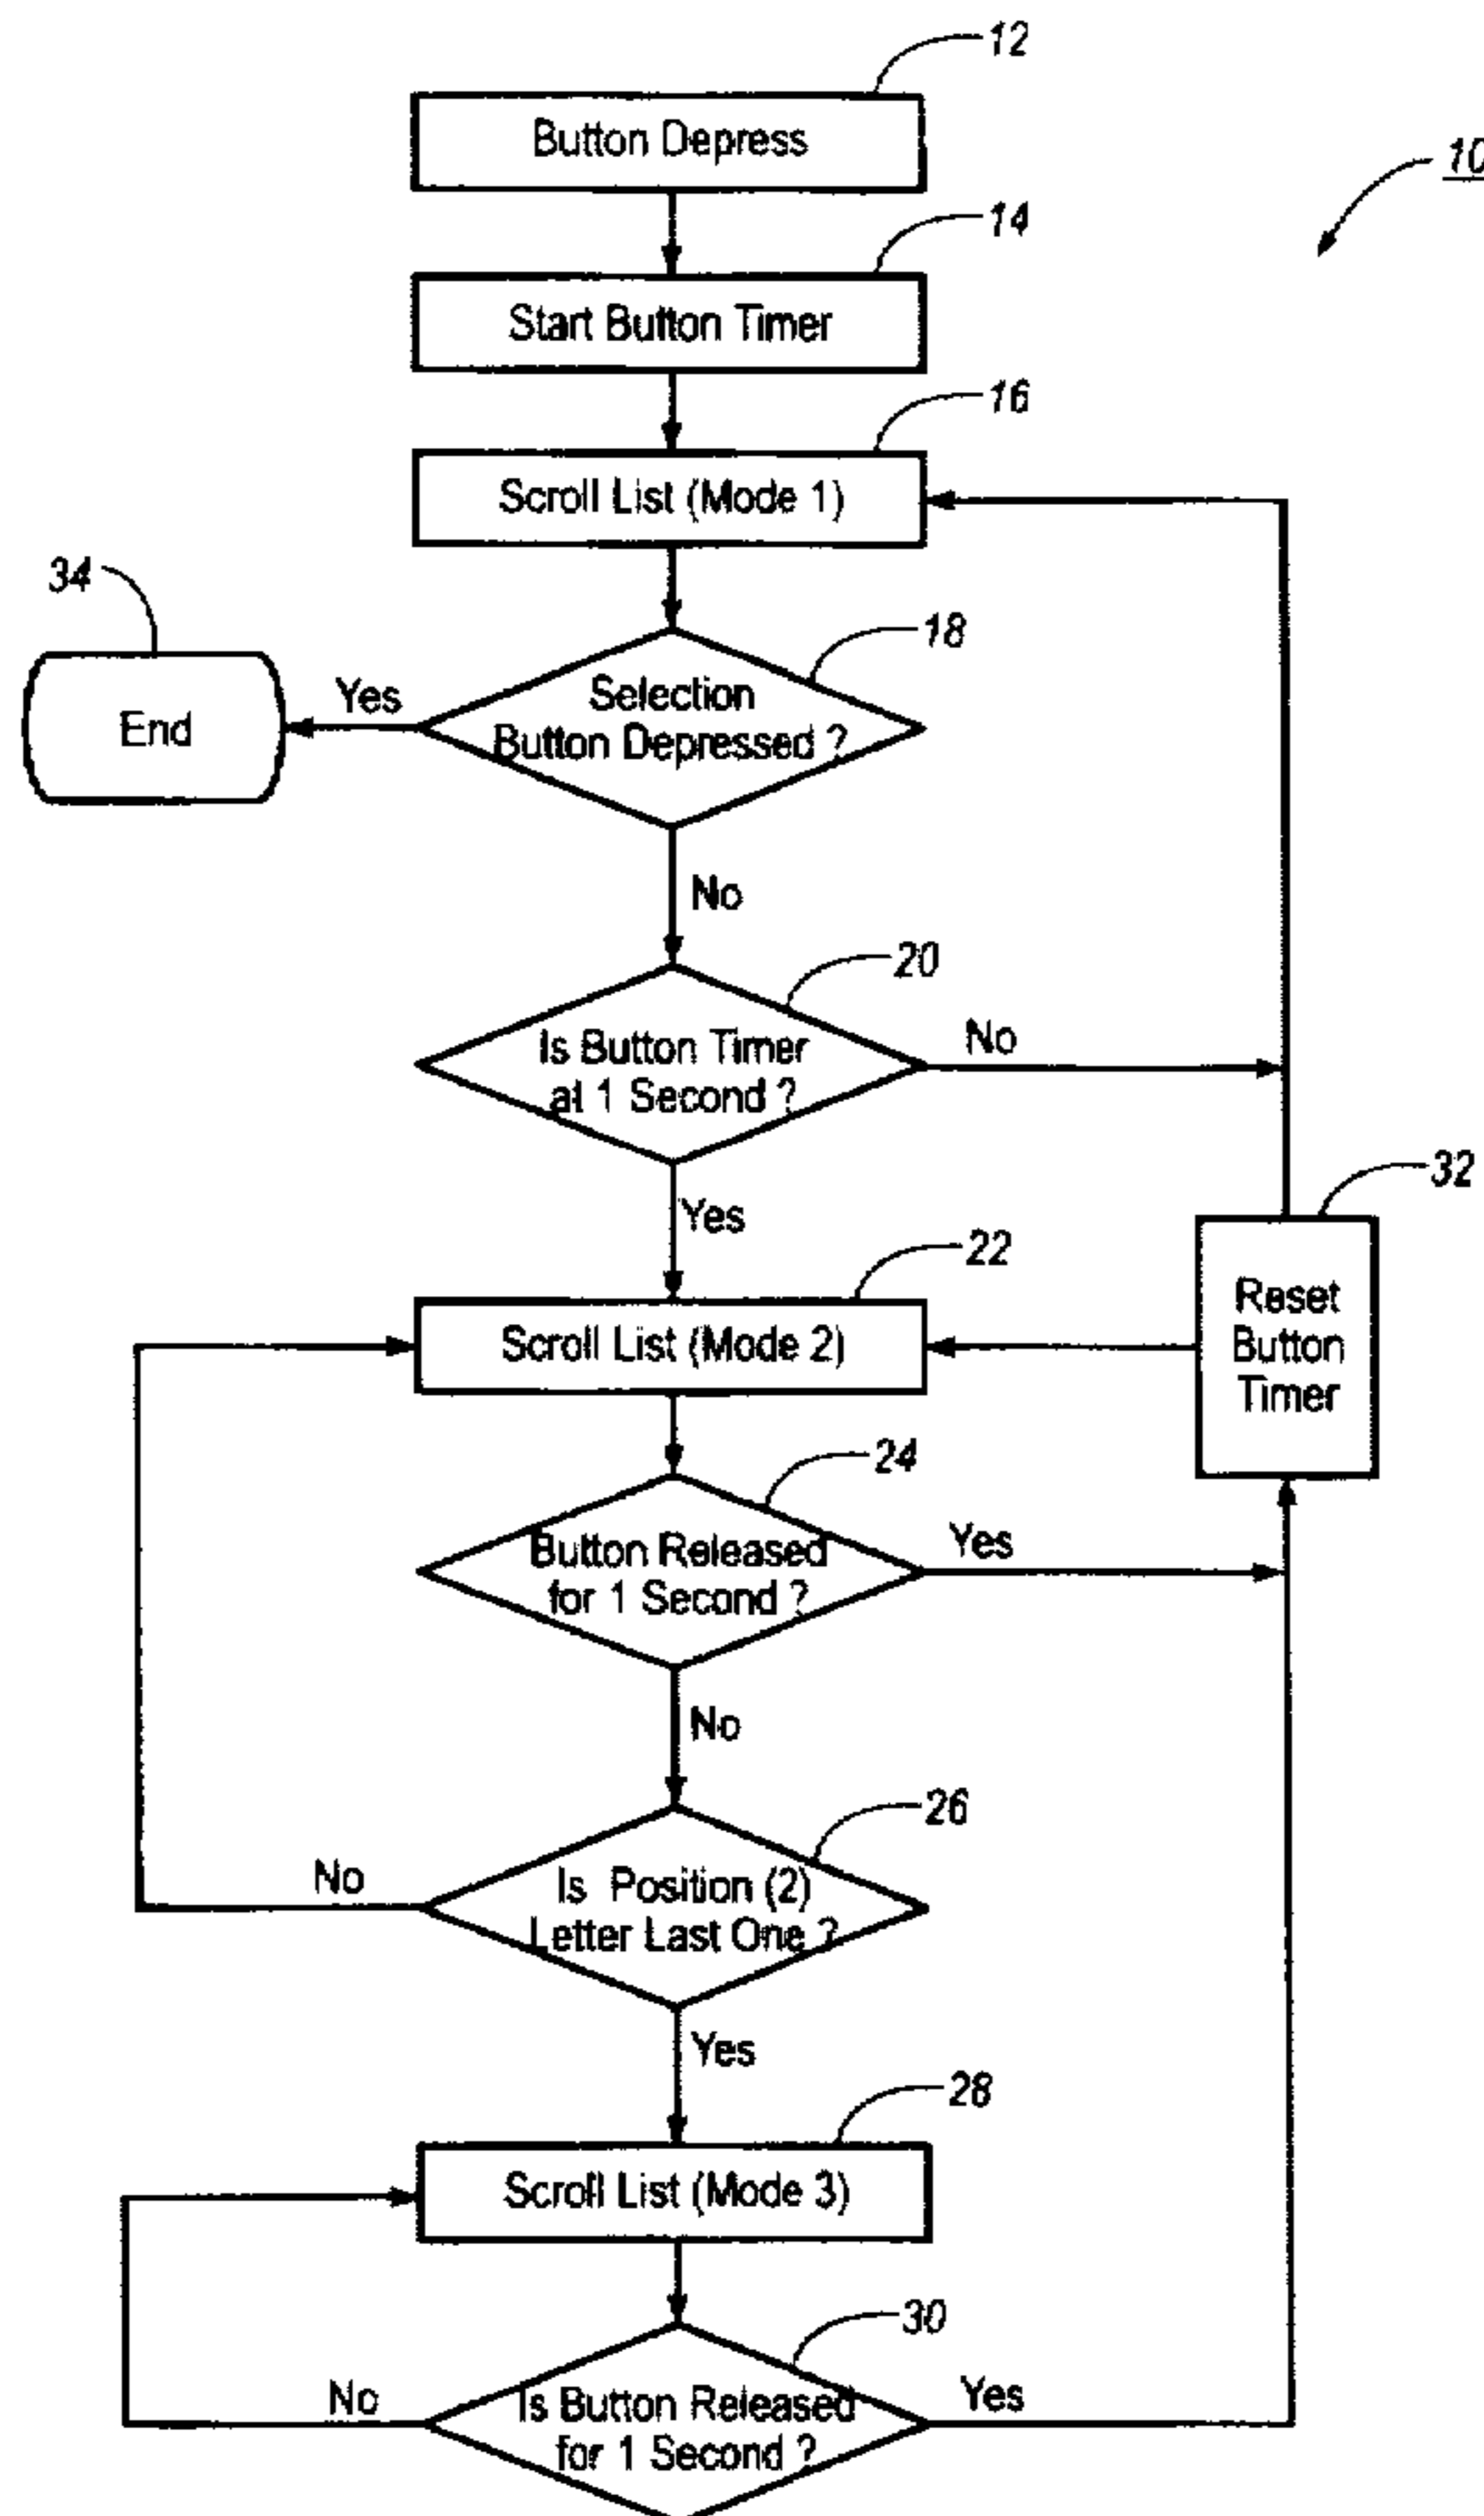 12
Button Depress
10
14
Start Button Timer
16
Scroll List (Mode 1)
34
18
End
Yes
Selection
Button Depressed ?
No
20
Is Button Timer
at 1 Second ?
No
Yes
32
22
Reset
Button
Timer
Scroll List (Mode 2)
24
Button Released
for 1 Second ?
Yes
No
26
Is Position (2)
Letter Last One ?
No
Yes
28
Scroll List (Mode 3)
30
Is Button Released
for 1 Second ?
No
Yes